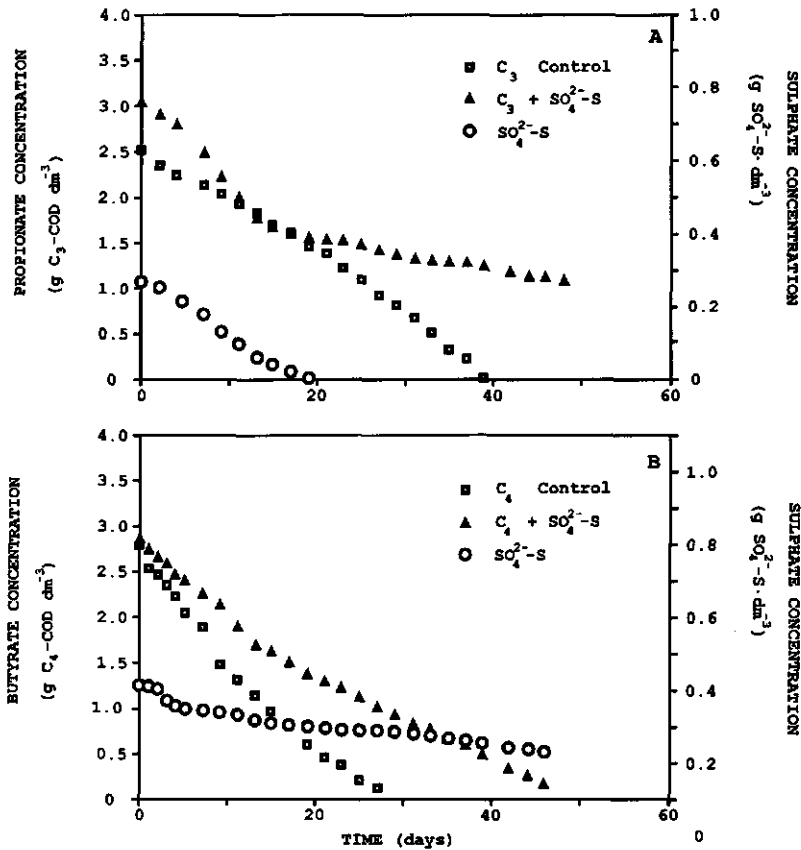 A
C₃ Control
C₃ + SO₄²⁻-S
SO₄²⁻-S
PROPIONATE CONCENTRATION
(g C₃-COD dm⁻³)
4.0
3.5
3.0
2.5
2.0
1.5
1.0
0.5
0
SULPHATE CONCENTRATION
(g SO₄²⁻-S·dm⁻³)
1.0
0.8
0.6
0.4
0.2
0
0 20 40 60
B
C₄ Control
C₄ + SO₄²⁻-S
SO₄²⁻-S
BUTYRATE CONCENTRATION
(g C₄-COD dm⁻³)
4.0
3.5
3.0
2.5
2.0
1.5
1.0
0.5
0
SULPHATE CONCENTRATION
(g SO₄²⁻-S·dm⁻³)
1.0
0.8
0.6
0.4
0.2
0
0 20 40 60
TIME (days)